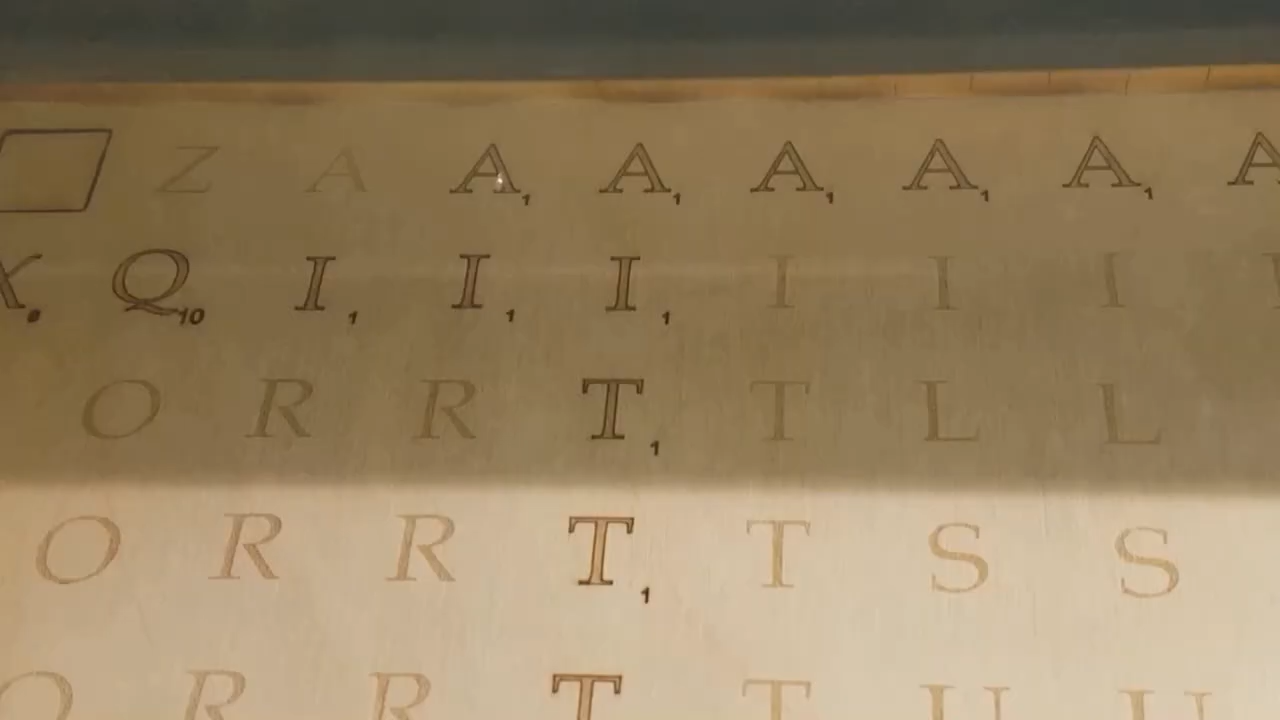 Z A A1 A1 A1 A1 A1 A
X Q10 I1 I1 I1 I I I
O R R T1 T L L
O R R T1 T S S
O R R T T U U